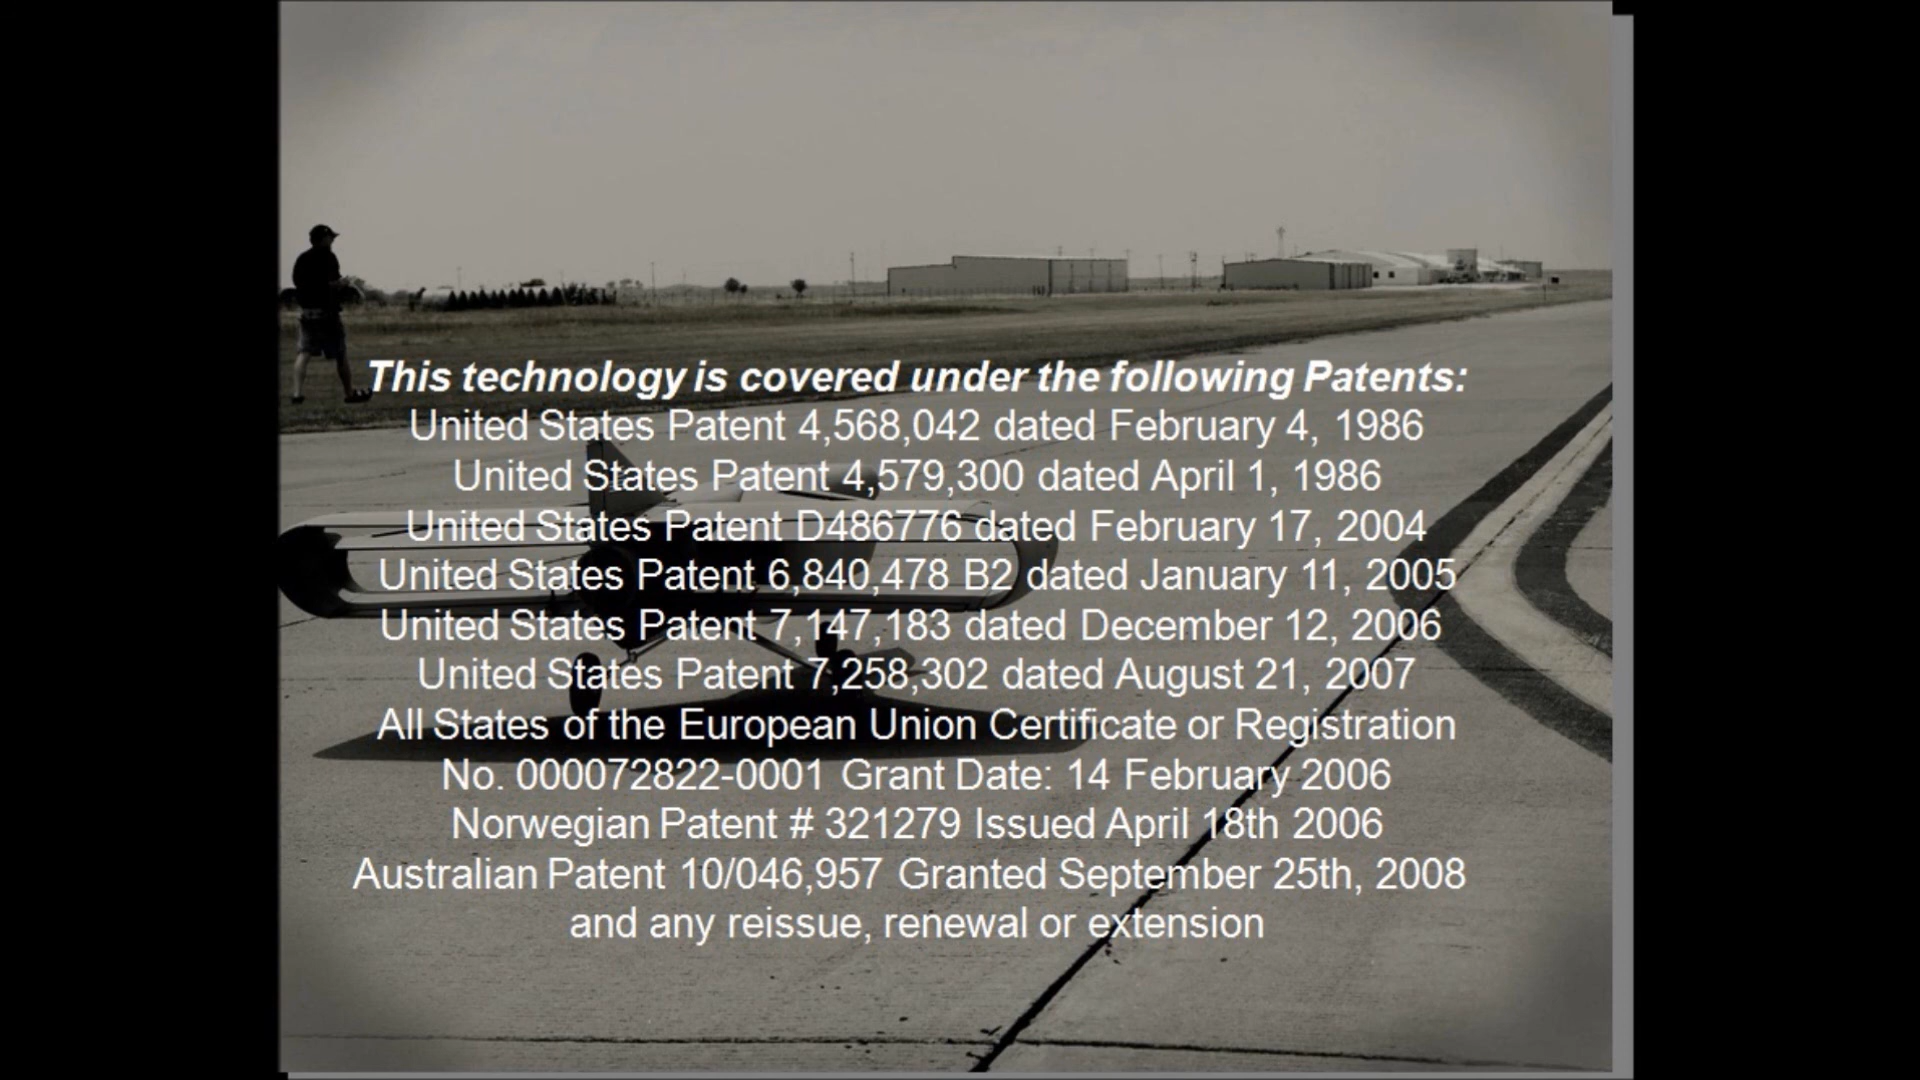 This technology is covered under the following Patents:
United States Patent 4,568,042 dated February 4, 1986
United States Patent 4,579,300 dated April 1, 1986
United States Patent D486776 dated February 17, 2004
United States Patent 6,840,478 B2 dated January 11, 2005
United States Patent 7,147,183 dated December 12, 2006
United States Patent 7,258,302 dated August 21, 2007
All States of the European Union Certificate or Registration
No. 000072822-0001 Grant Date: 14 February 2006
Norwegian Patent # 321279 Issued April 18th 2006
Australian Patent 10/046,957 Granted September 25th, 2008
and any reissue, renewal or extension